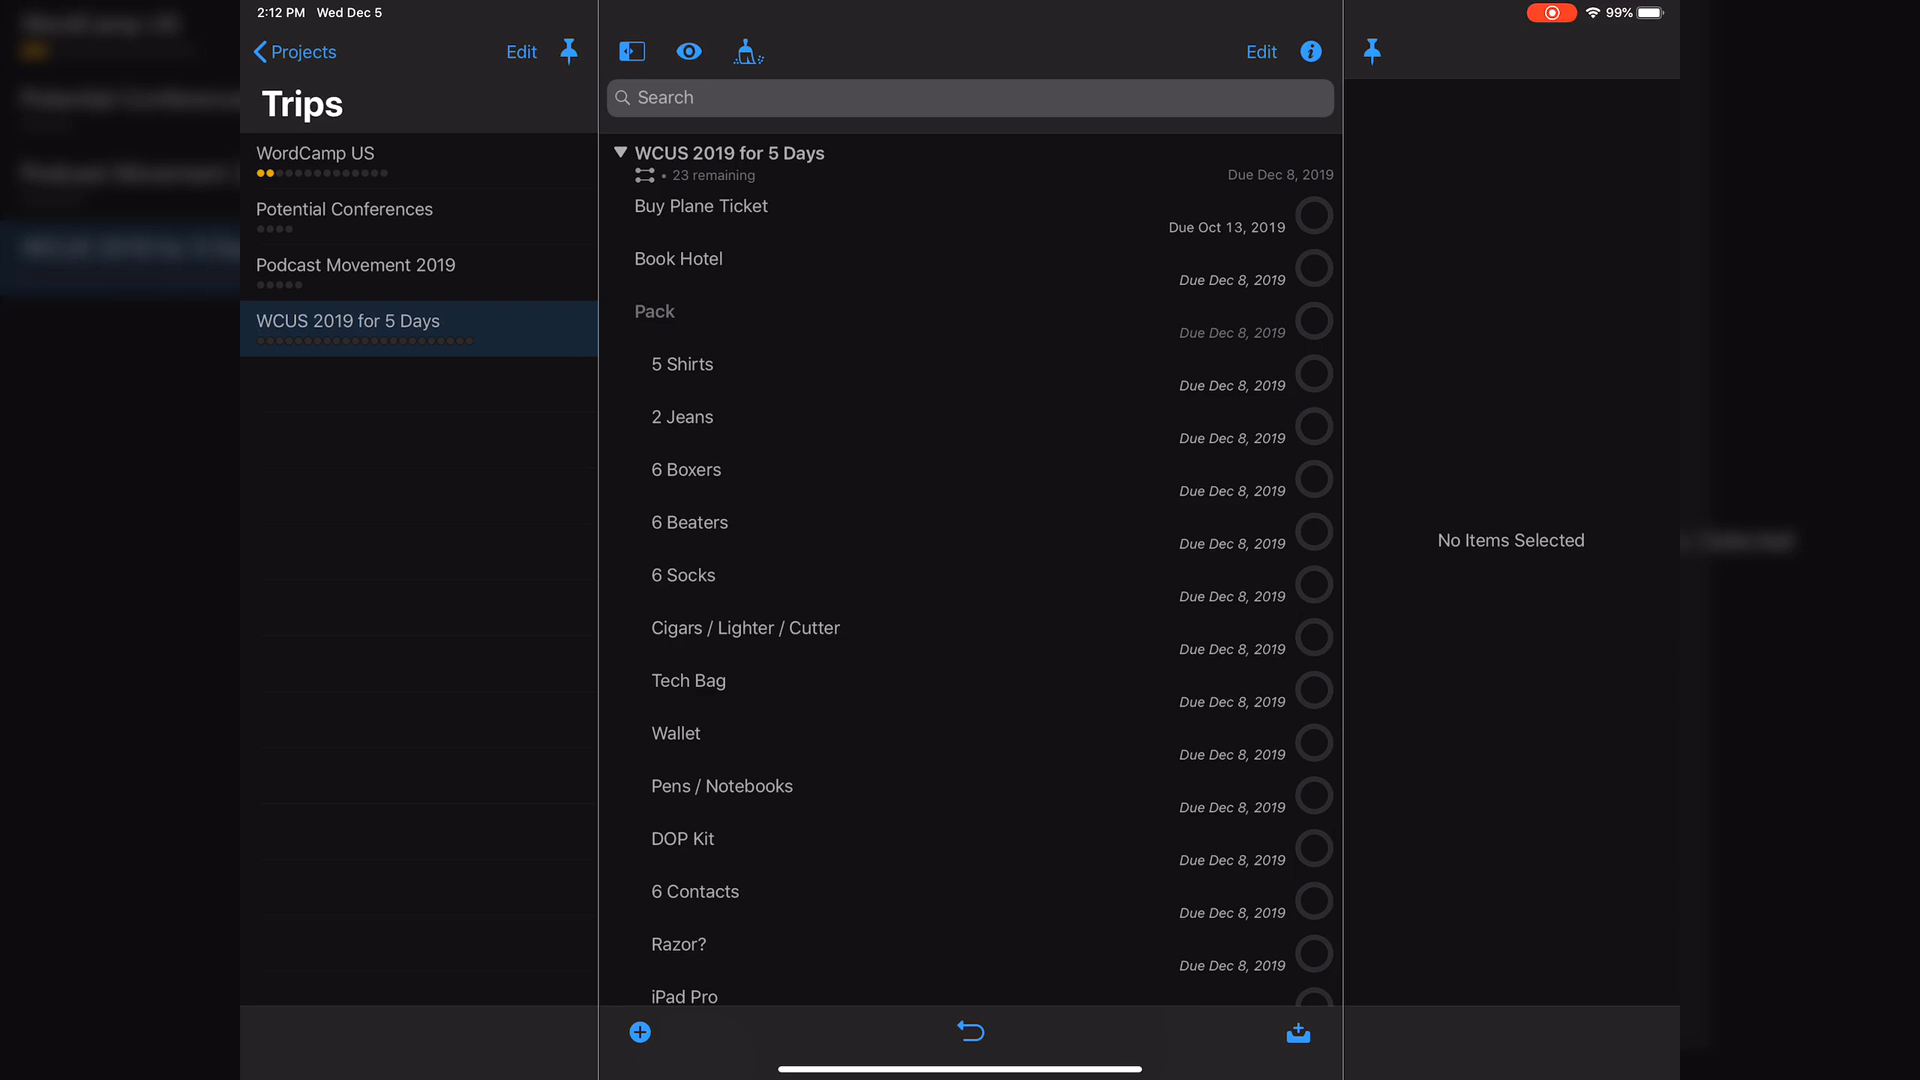 2:12 PM Wed Dec 5
99%
Projects
Edit
Edit
Trips
Search
WordCamp US
Potential Conferences
Podcast Movement 2019
WCUS 2019 for 5 Days
WCUS 2019 for 5 Days
• 23 remaining
Due Dec 8, 2019
Buy Plane Ticket
Due Oct 13, 2019
Book Hotel
Due Dec 8, 2019
Pack
Due Dec 8, 2019
5 Shirts
Due Dec 8, 2019
2 Jeans
Due Dec 8, 2019
6 Boxers
Due Dec 8, 2019
6 Beaters
Due Dec 8, 2019
6 Socks
Due Dec 8, 2019
Cigars / Lighter / Cutter
Due Dec 8, 2019
Tech Bag
Due Dec 8, 2019
Wallet
Due Dec 8, 2019
Pens / Notebooks
Due Dec 8, 2019
DOP Kit
Due Dec 8, 2019
6 Contacts
Due Dec 8, 2019
Razor?
Due Dec 8, 2019
iPad Pro
No Items Selected